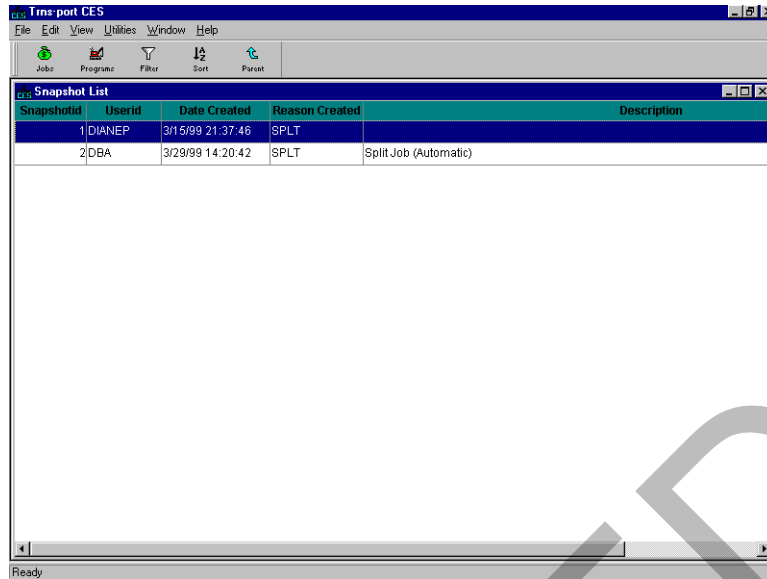 Trns·port CES
File Edit View Utilities Window Help
Jobs Programs Filter Sort Parent
Snapshot List
Snapshotid Userid Date Created Reason Created Description
1 DIANEP 3/15/99 21:37:46 SPLT
2 DBA 3/29/99 14:20:42 SPLT Split Job (Automatic)
Ready